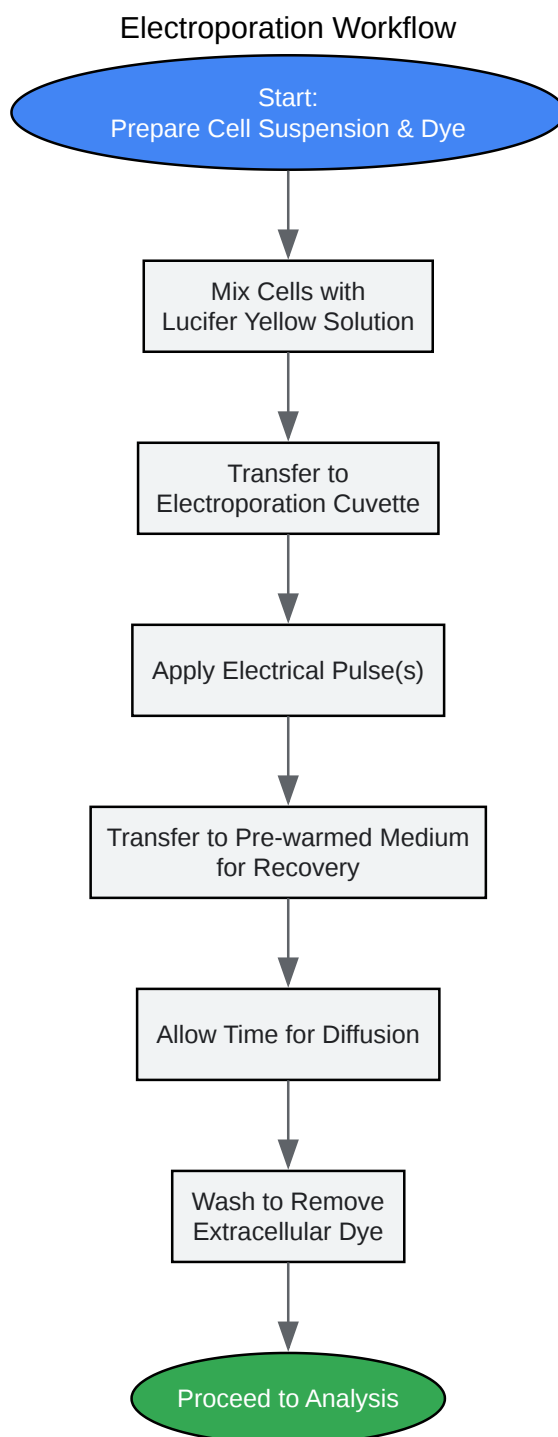 Electroporation Workflow
Start:
Prepare Cell Suspension & Dye
Mix Cells with
Lucifer Yellow Solution
Transfer to
Electroporation Cuvette
Apply Electrical Pulse(s)
Transfer to Pre-warmed Medium
for Recovery
Allow Time for Diffusion
Wash to Remove
Extracellular Dye
Proceed to Analysis